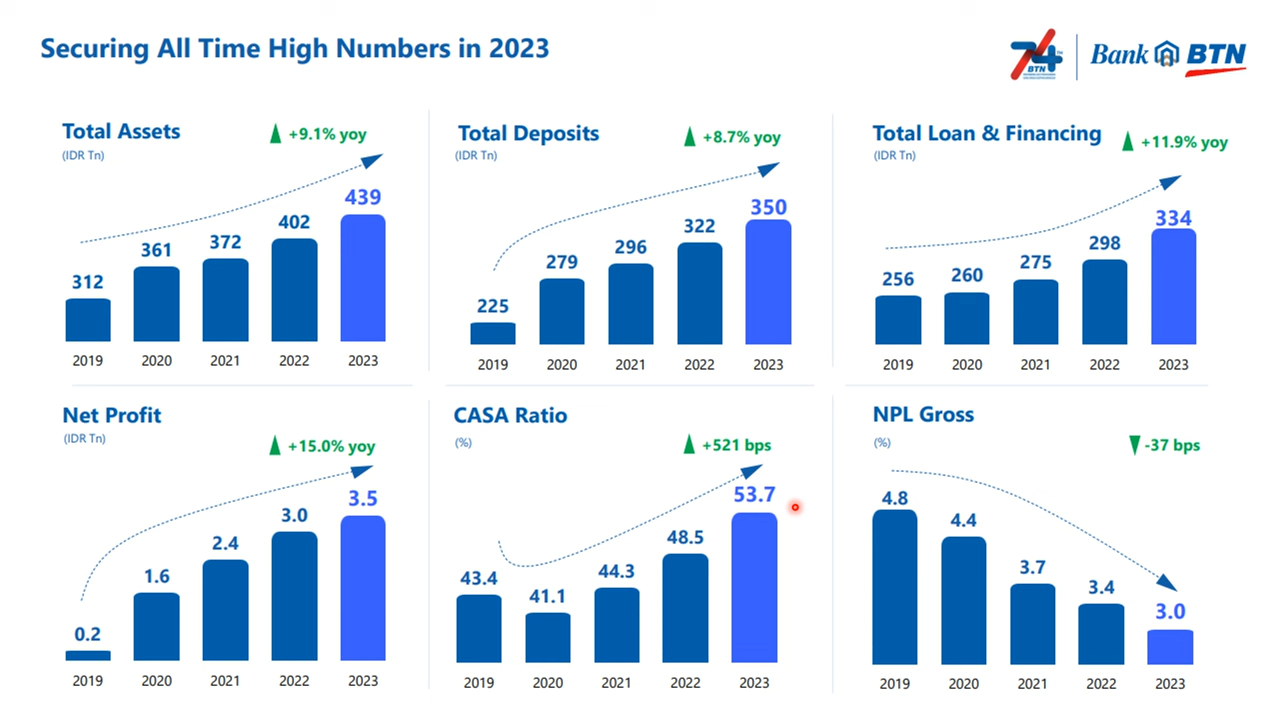 Securing All Time High Numbers in 2023
74
BTN
Bank BTN
Total Assets
(IDR Tn)
+9.1% yoy
312
361
372
402
439
2019 2020 2021 2022 2023
Total Deposits
(IDR Tn)
+8.7% yoy
225
279
296
322
350
2019 2020 2021 2022 2023
Total Loan & Financing
(IDR Tn)
+11.9% yoy
256
260
275
298
334
2019 2020 2021 2022 2023
Net Profit
(IDR Tn)
+15.0% yoy
0.2
1.6
2.4
3.0
3.5
2019 2020 2021 2022 2023
CASA Ratio
(%)
+521 bps
43.4
41.1
44.3
48.5
53.7
2019 2020 2021 2022 2023
NPL Gross
(%)
-37 bps
4.8
4.4
3.7
3.4
3.0
2019 2020 2021 2022 2023